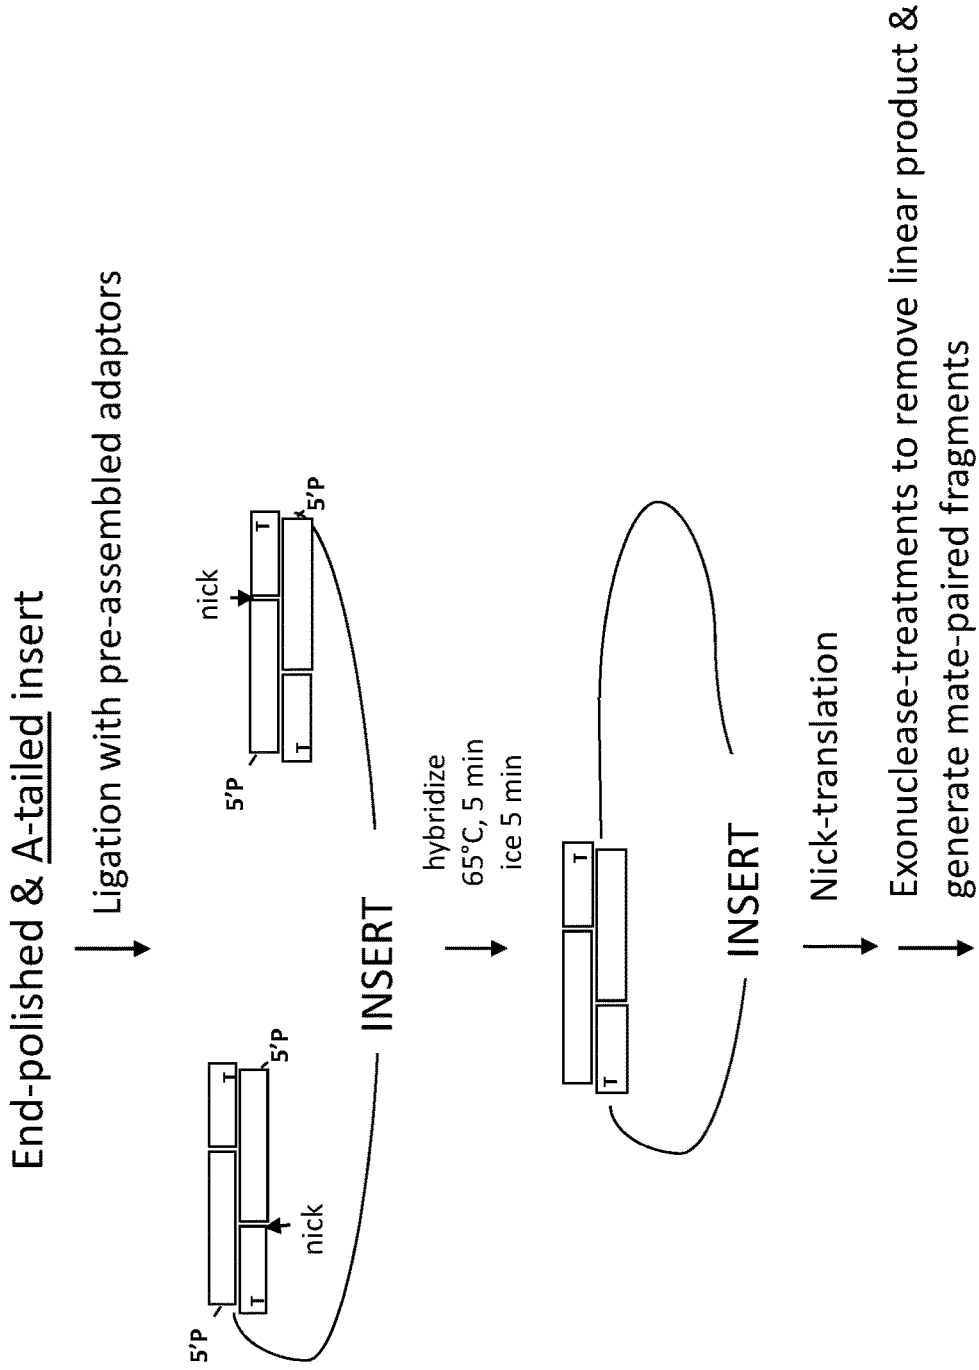 End-polished & A-tailed insert
Ligation with pre-assembled adaptors
5'P
5'P
T
T
nick
5'P
5'P
nick
T
T
INSERT
hybridize
65°C, 5 min
ice 5 min
T
T
INSERT
Nick-translation
Exonuclease-treatments to remove linear product &
generate mate-paired fragments